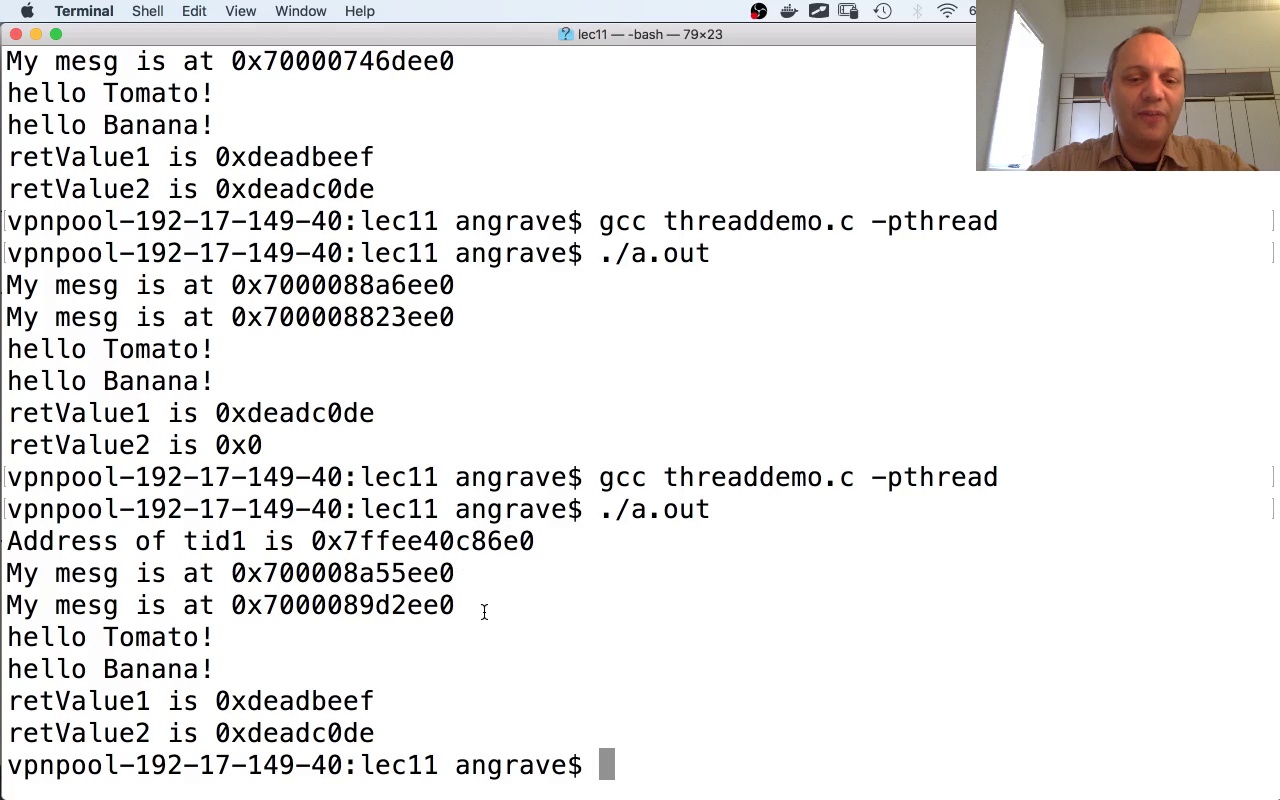 Terminal Shell Edit View Window Help 6
lec11 — -bash — 79×23
My mesg is at 0x70000746dee0
hello Tomato!
hello Banana!
retValue1 is 0xdeadbeef
retValue2 is 0xdeadc0de
vpnpool-192-17-149-40:lec11 angrave$ gcc threaddemo.c -pthread
vpnpool-192-17-149-40:lec11 angrave$ ./a.out
My mesg is at 0x7000088a6ee0
My mesg is at 0x700008823ee0
hello Tomato!
hello Banana!
retValue1 is 0xdeadc0de
retValue2 is 0x0
vpnpool-192-17-149-40:lec11 angrave$ gcc threaddemo.c -pthread
vpnpool-192-17-149-40:lec11 angrave$ ./a.out
Address of tid1 is 0x7ffee40c86e0
My mesg is at 0x700008a55ee0
My mesg is at 0x7000089d2ee0
hello Tomato!
hello Banana!
retValue1 is 0xdeadbeef
retValue2 is 0xdeadc0de
vpnpool-192-17-149-40:lec11 angrave$